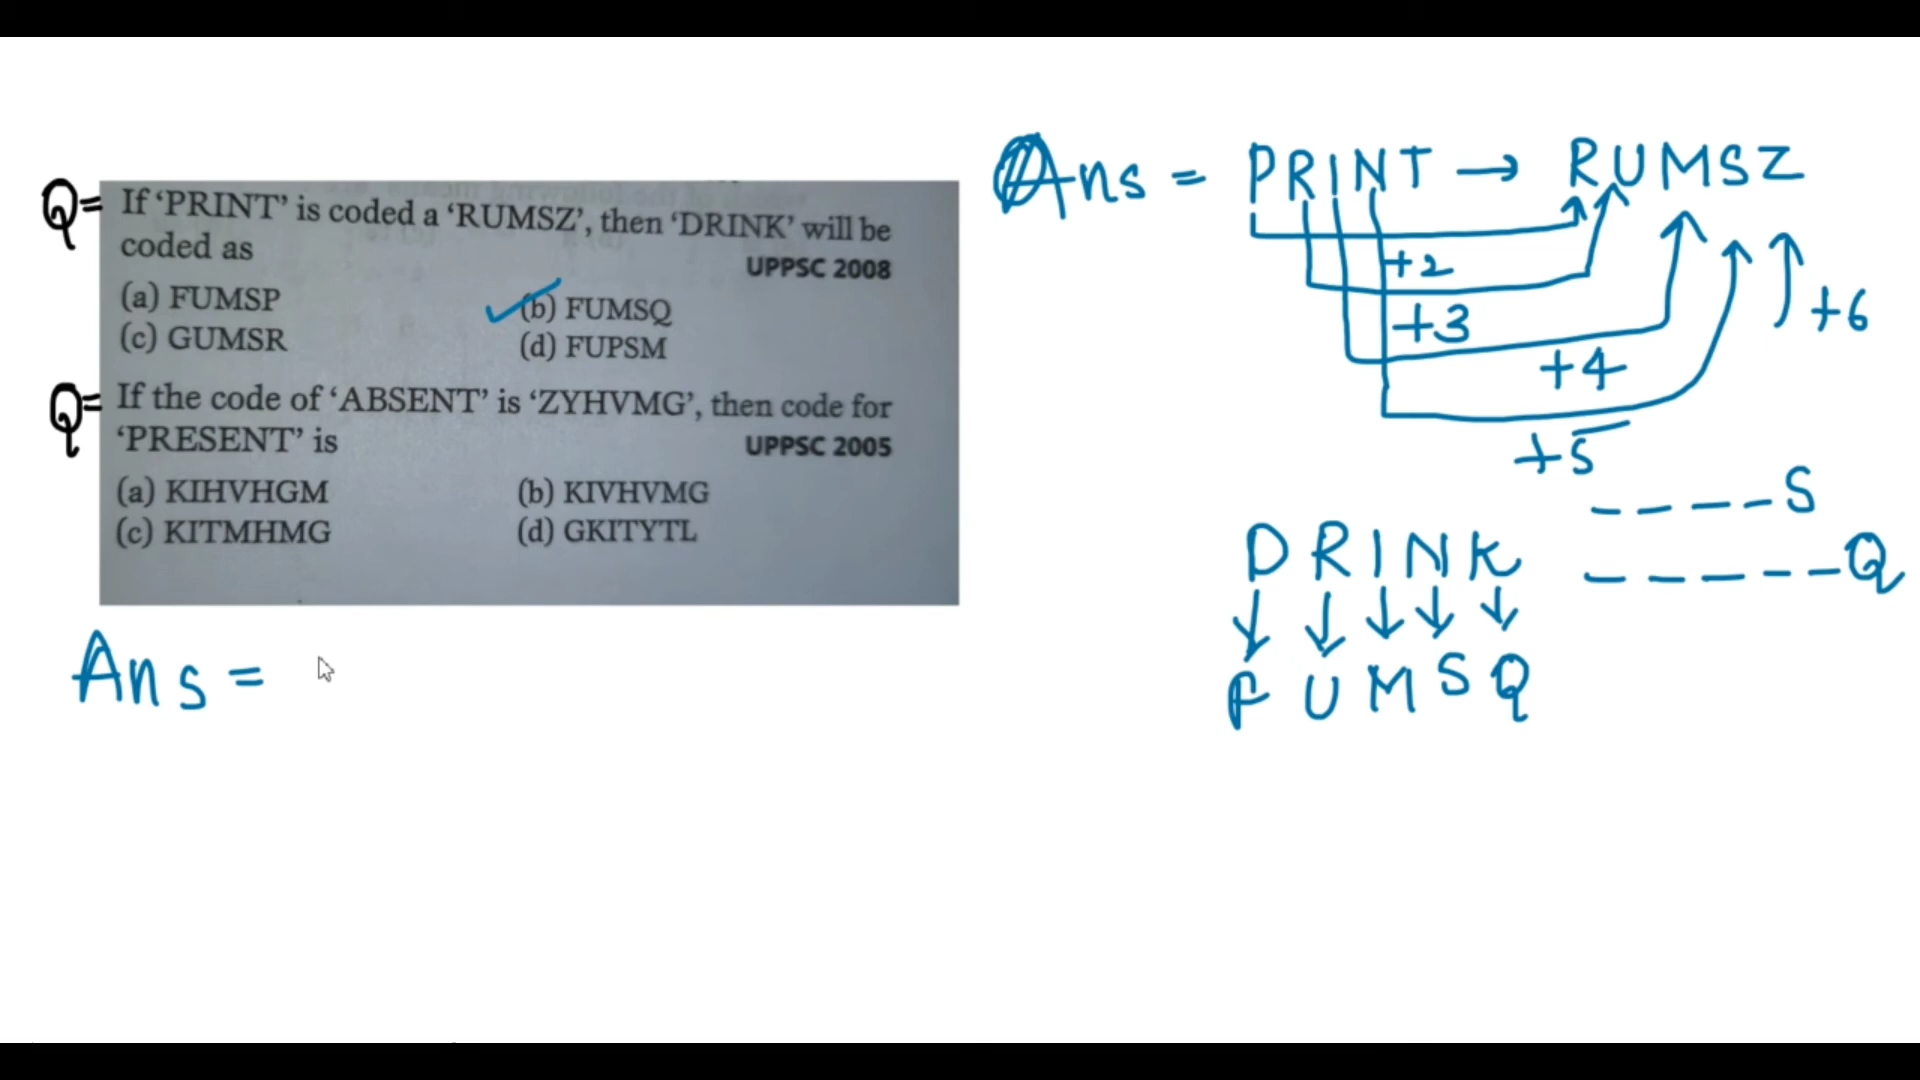 Q= If ‘PRINT’ is coded a ‘RUMSZ’, then ‘DRINK’ will be
coded as
UPPSC 2008
(a) FUMSP (b) FUMSQ
(c) GUMSR (d) FUPSM
Q= If the code of ‘ABSENT’ is ‘ZYHVMG’, then code for
‘PRESENT’ is
UPPSC 2005
(a) KIHVHGM (b) KIVHVMG
(c) KITMHMG (d) GKITYTL
Ans =
Ans = PRINT → RUMSZ
+2
+3
+6
+4
+5
- - - - - S
DRINK
- - - - - Q
FUMSQ